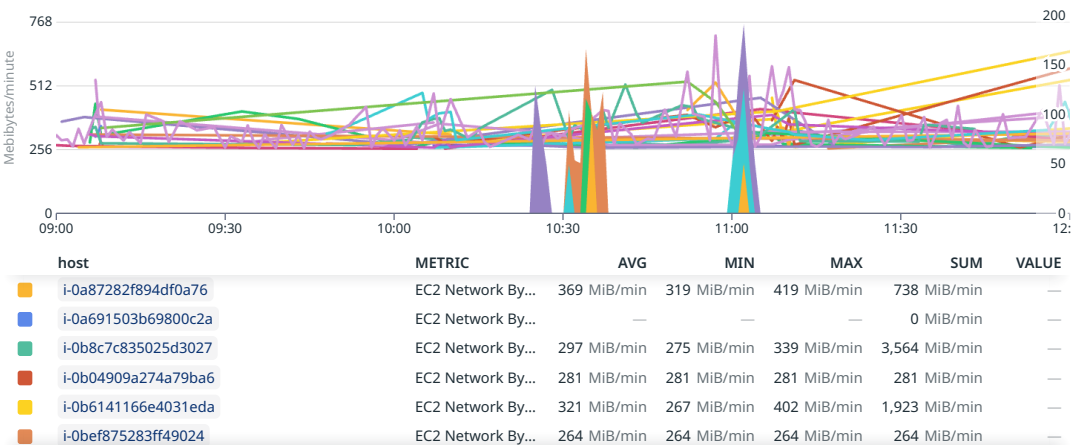 768
200
150
512
100
256
50
0
0
Mebibytes/minute
09:00 09:30 10:00 10:30 11:00 11:30 12:
host METRIC AVG MIN MAX SUM VALUE
i-0a87282f894df0a76 EC2 Network By... 369 MiB/min 319 MiB/min 419 MiB/min 738 MiB/min —
i-0a691503b69800c2a EC2 Network By... — — — 0 MiB/min —
i-0b8c7c835025d3027 EC2 Network By... 297 MiB/min 275 MiB/min 339 MiB/min 3,564 MiB/min —
i-0b04909a274a79ba6 EC2 Network By... 281 MiB/min 281 MiB/min 281 MiB/min 281 MiB/min —
i-0b6141166e4031eda EC2 Network By... 321 MiB/min 267 MiB/min 402 MiB/min 1,923 MiB/min —
i-0bef875283ff49024 EC2 Network By... 264 MiB/min 264 MiB/min 264 MiB/min 264 MiB/min —